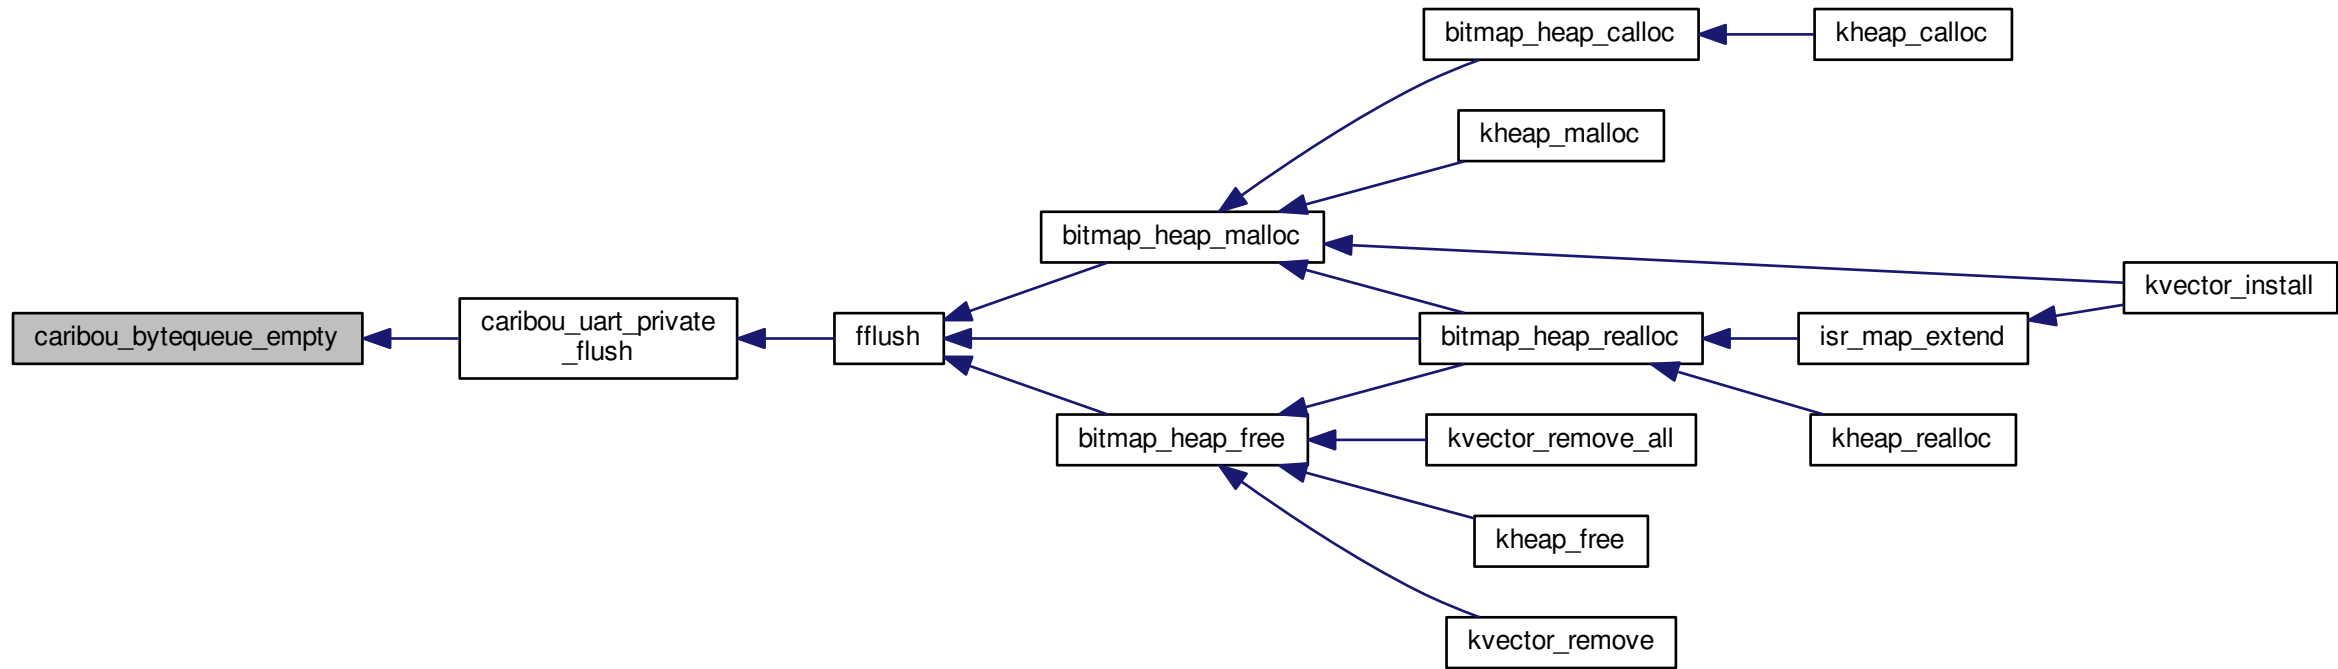 bitmap_heap_calloc
kheap_calloc
kheap_malloc
bitmap_heap_malloc
kvector_install
caribou_bytequeue_empty
caribou_uart_private
_flush
fflush
bitmap_heap_realloc
isr_map_extend
bitmap_heap_free
kvector_remove_all
kheap_realloc
kheap_free
kvector_remove